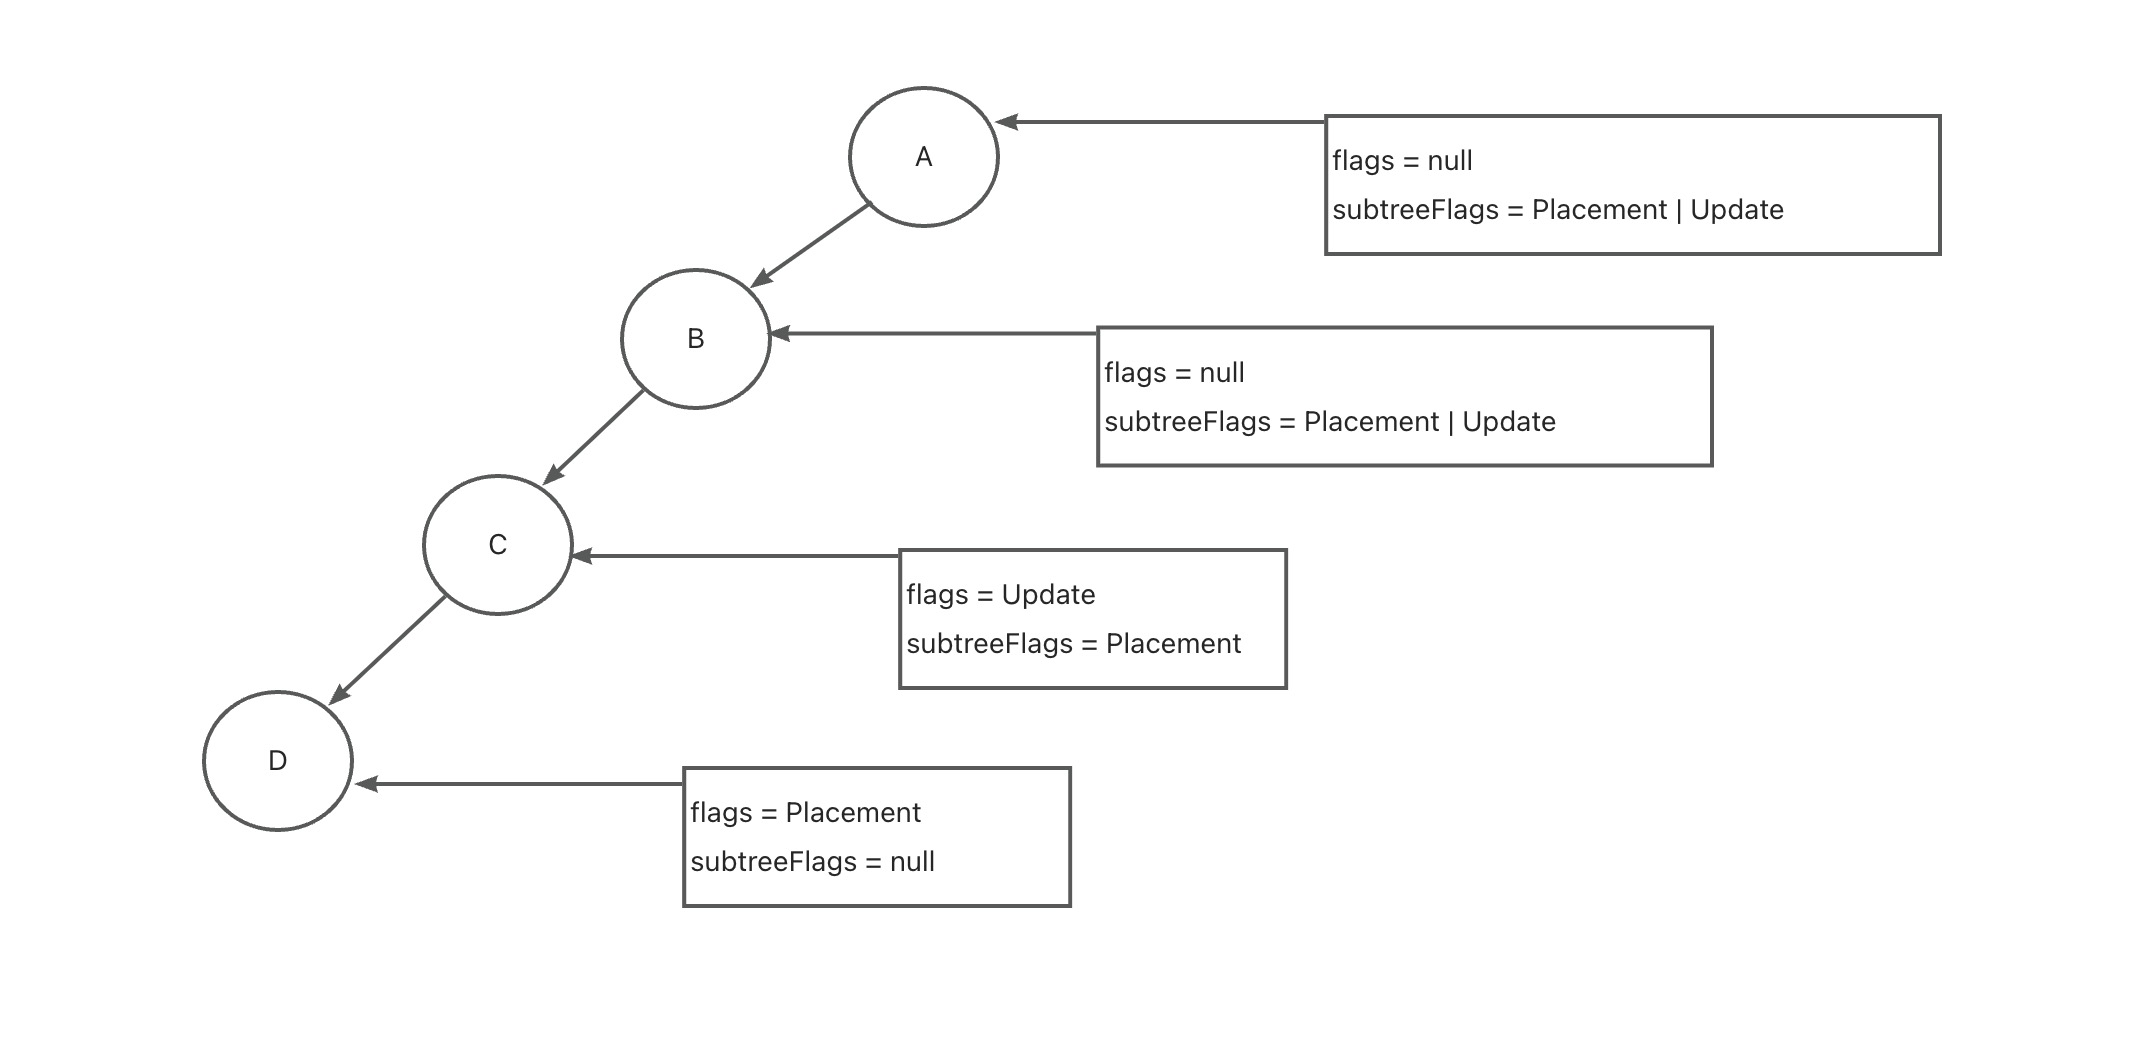 A
flags = null
subtreeFlags = Placement | Update
B
flags = null
subtreeFlags = Placement | Update
C
flags = Update
subtreeFlags = Placement
D
flags = Placement
subtreeFlags = null